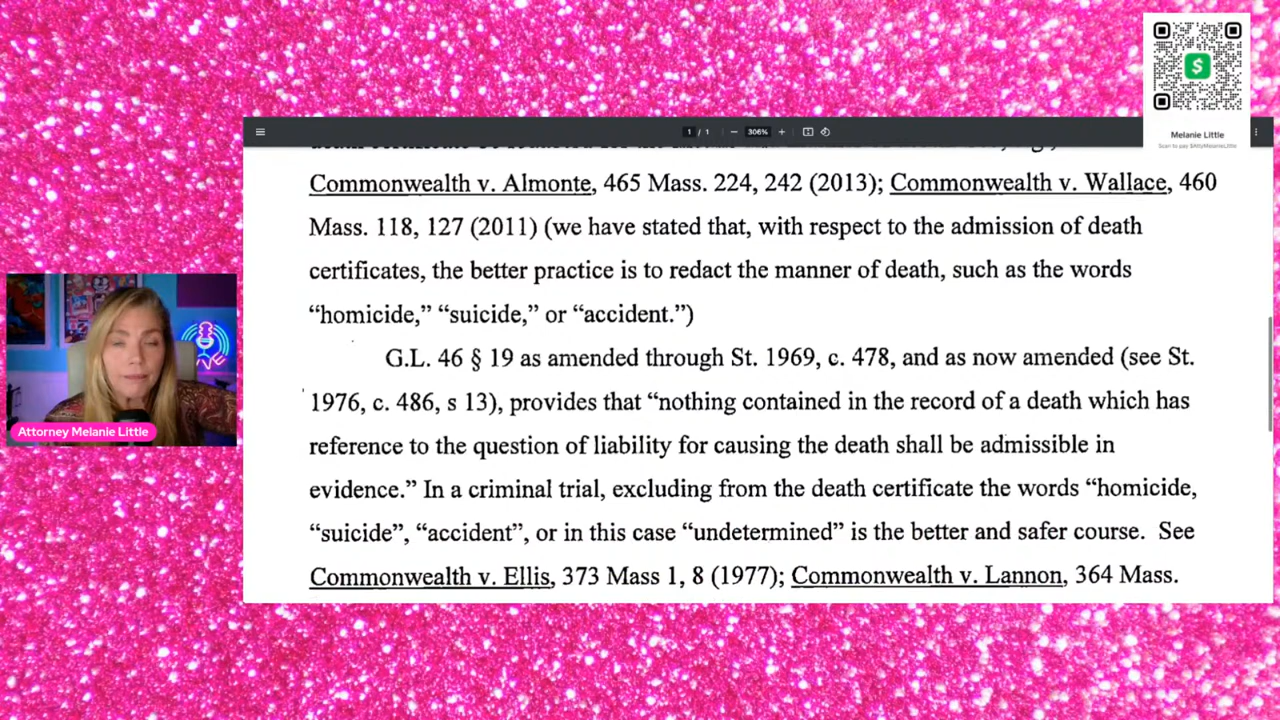 Melanie Little
Scan to pay $AttyMelanieLittle
1 / 1 306%
Commonwealth v. Almonte, 465 Mass. 224, 242 (2013); Commonwealth v. Wallace, 460
Mass. 118, 127 (2011) (we have stated that, with respect to the admission of death
certificates, the better practice is to redact the manner of death, such as the words
“homicide,” “suicide,” or “accident.”)
G.L. 46 § 19 as amended through St. 1969, c. 478, and as now amended (see St.
1976, c. 486, s 13), provides that “nothing contained in the record of a death which has
reference to the question of liability for causing the death shall be admissible in
evidence.” In a criminal trial, excluding from the death certificate the words “homicide,
“suicide”, “accident”, or in this case “undetermined” is the better and safer course. See
Commonwealth v. Ellis, 373 Mass 1, 8 (1977); Commonwealth v. Lannon, 364 Mass.
Attorney Melanie Little